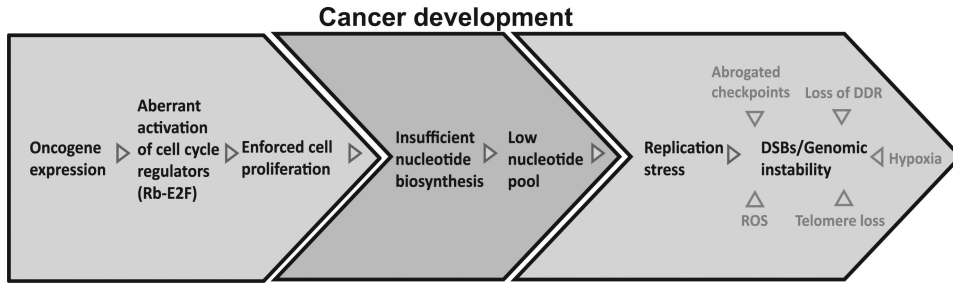 Cancer development
Oncogene
expression
Aberrant
activation
of cell cycle
regulators
(Rb-E2F)
Enforced cell
proliferation
Insufficient
nucleotide
biosynthesis
Low
nucleotide
pool
Replication
stress
Abrogated
checkpoints
Loss of DDR
DSBs/Genomic
instability
Hypoxia
ROS
Telomere loss